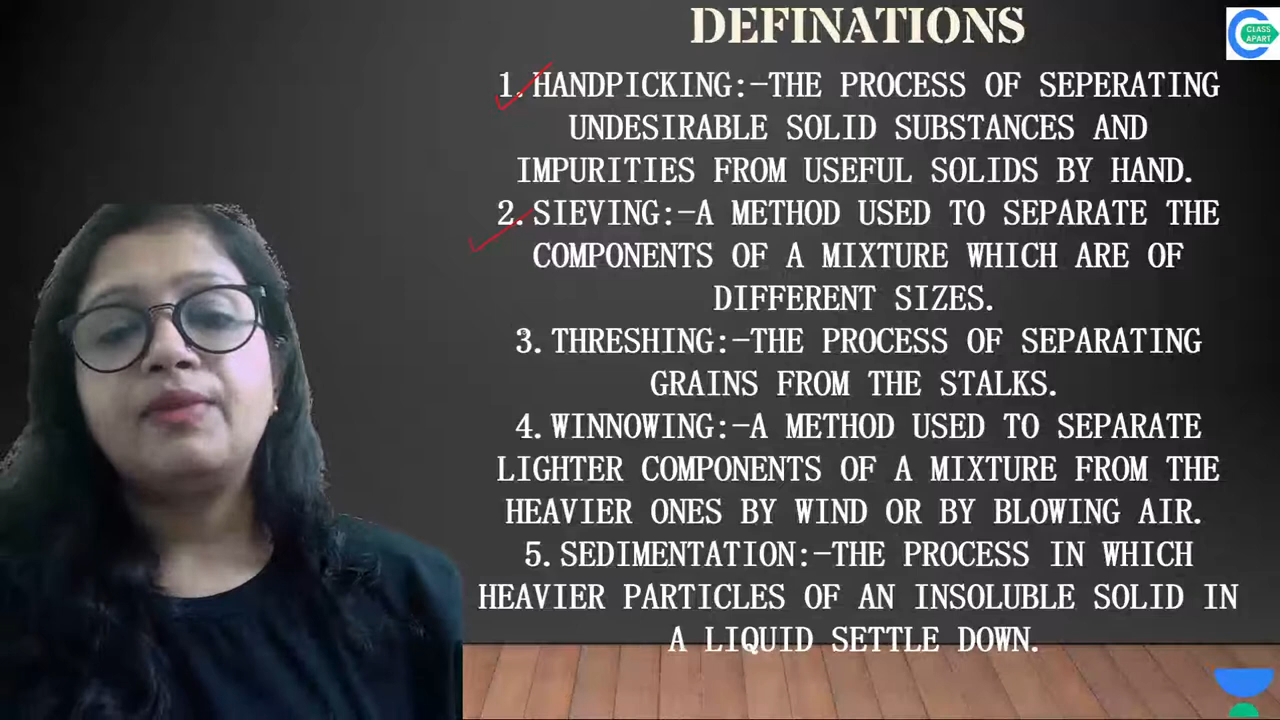 DEFINATIONS
CLASS
APART
1.HANDPICKING:-THE PROCESS OF SEPERATING
UNDESIRABLE SOLID SUBSTANCES AND
IMPURITIES FROM USEFUL SOLIDS BY HAND.
2.SIEVING:-A METHOD USED TO SEPARATE THE
COMPONENTS OF A MIXTURE WHICH ARE OF
DIFFERENT SIZES.
3.THRESHING:-THE PROCESS OF SEPARATING
GRAINS FROM THE STALKS.
4.WINNOWING:-A METHOD USED TO SEPARATE
LIGHTER COMPONENTS OF A MIXTURE FROM THE
HEAVIER ONES BY WIND OR BY BLOWING AIR.
5.SEDIMENTATION:-THE PROCESS IN WHICH
HEAVIER PARTICLES OF AN INSOLUBLE SOLID IN
A LIQUID SETTLE DOWN.